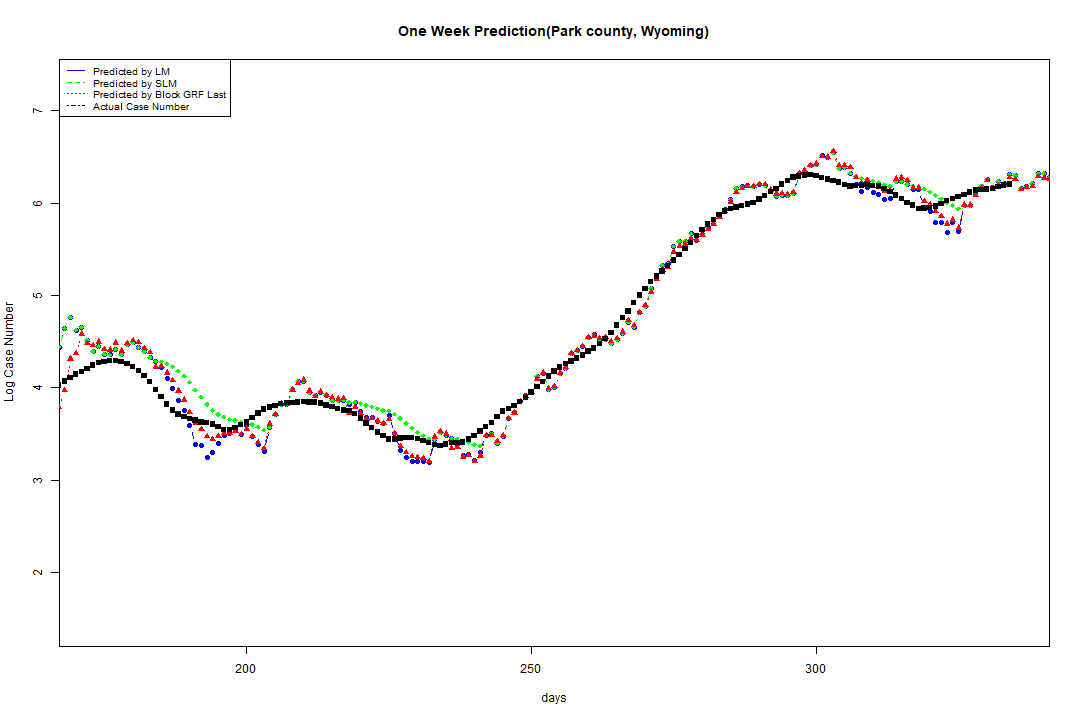 One Week Prediction(Park county, Wyoming)
Predicted by LM
Predicted by SLM
Predicted by Block GRF Last
Actual Case Number
7
6
5
4
3
2
Log Case Number
200
250
300
days